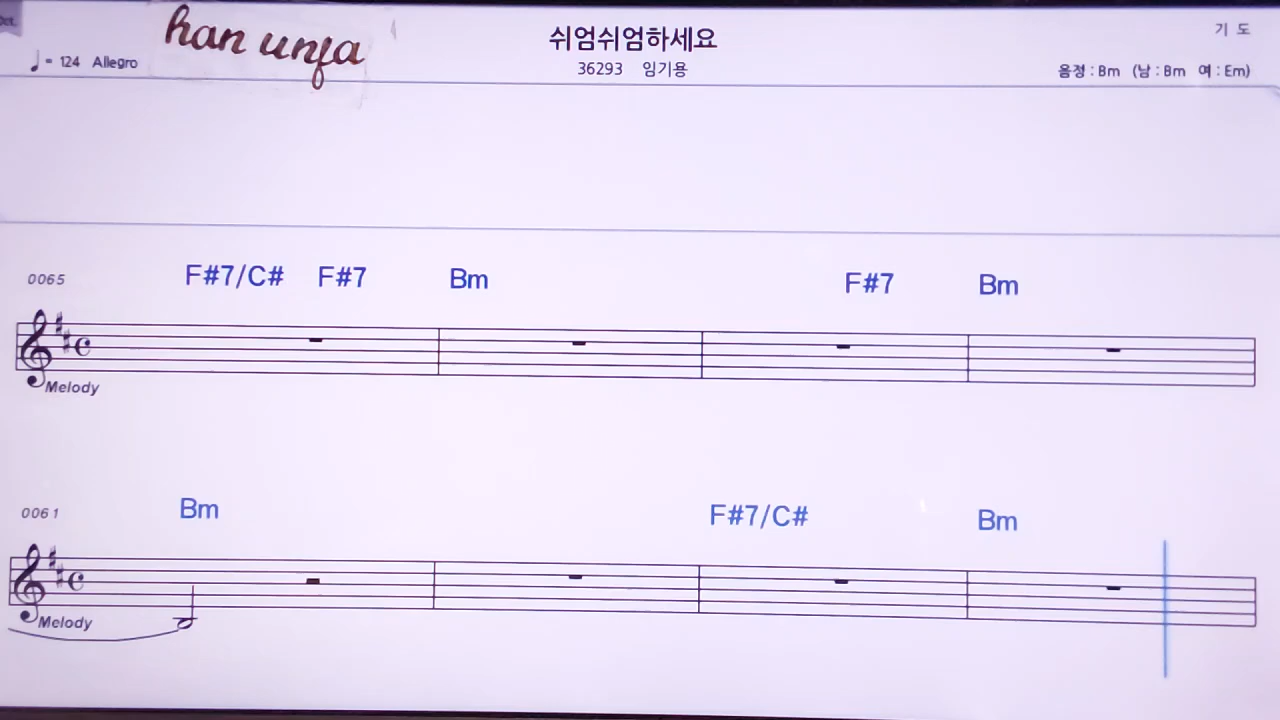 han unfa
쉬엄쉬엄하세요
기 도
♩= 124 Allegro
36293 임기용
음정 : Bm (남 : Bm 여 : Em)
0065 F#7/C# F#7 Bm F#7 Bm
Melody
0061 Bm F#7/C# Bm
Melody